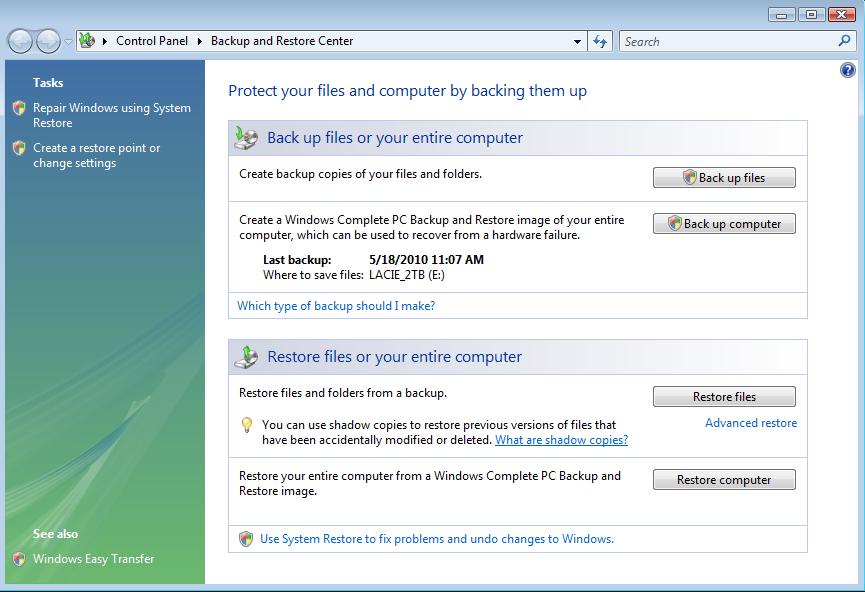 Control Panel Backup and Restore Center
Search
Tasks
Repair Windows using System
Restore
Create a restore point or
change settings
See also
Windows Easy Transfer
Protect your files and computer by backing them up
Back up files or your entire computer
Create backup copies of your files and folders.
Back up files
Create a Windows Complete PC Backup and Restore image of your entire
computer, which can be used to recover from a hardware failure.
Back up computer
Last backup: 5/18/2010 11:07 AM
Where to save files: LACIE_2TB (E:)
Which type of backup should I make?
Restore files or your entire computer
Restore files and folders from a backup.
Restore files
You can use shadow copies to restore previous versions of files that
have been accidentally modified or deleted. What are shadow copies?
Advanced restore
Restore your entire computer from a Windows Complete PC Backup and
Restore image.
Restore computer
Use System Restore to fix problems and undo changes to Windows.